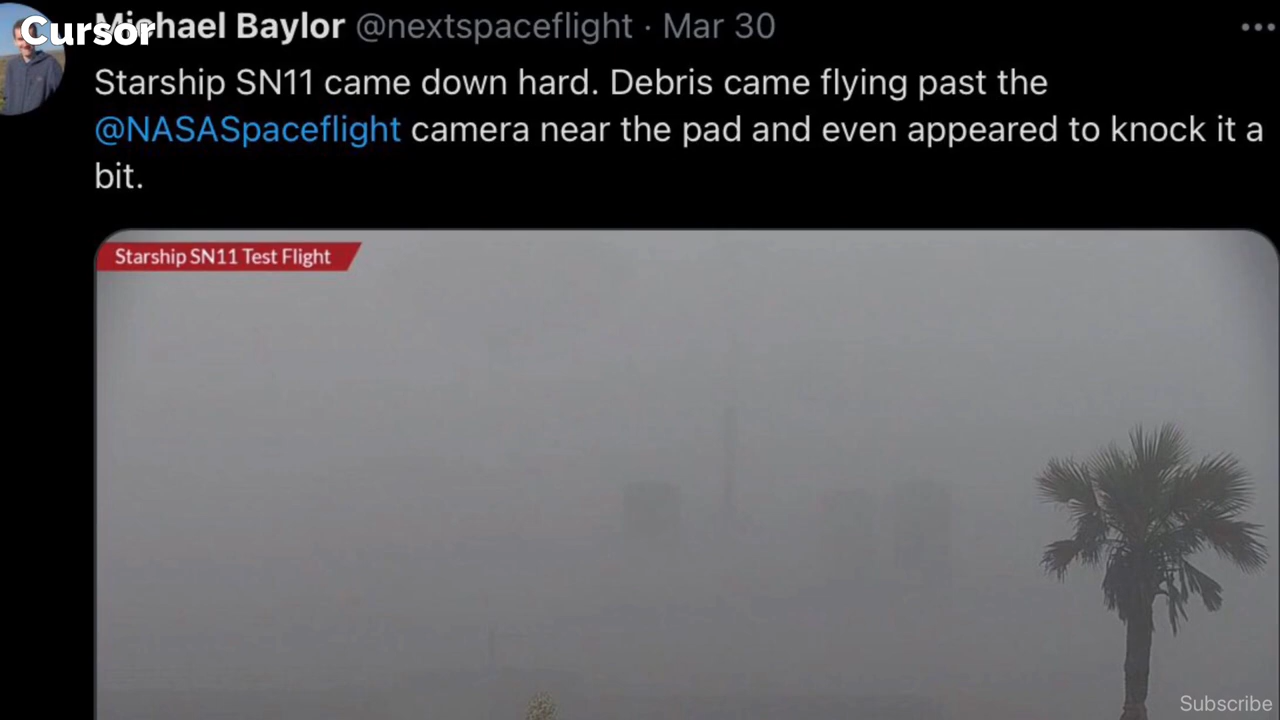 Cursor
Michael Baylor @nextspaceflight · Mar 30
Starship SN11 came down hard. Debris came flying past the
@NASASpaceflight camera near the pad and even appeared to knock it a
bit.
Starship SN11 Test Flight
Subscribe